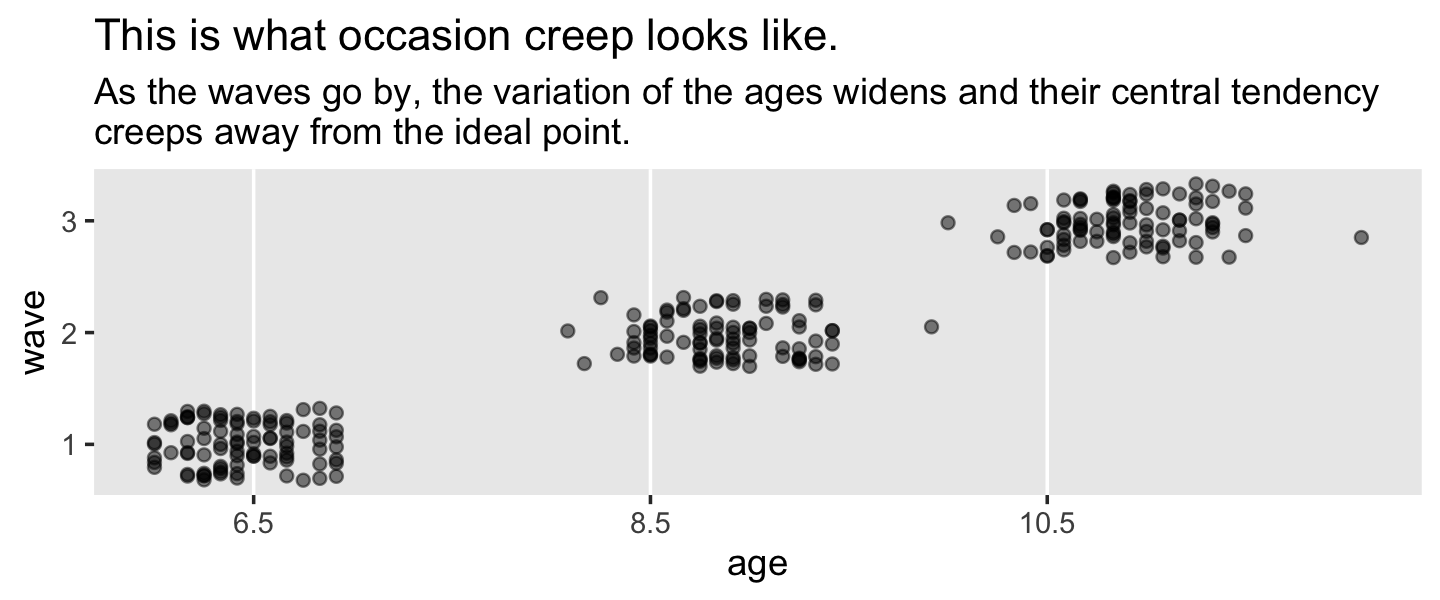 This is what occasion creep looks like.
As the waves go by, the variation of the ages widens and their central tendency
creeps away from the ideal point.
wave
3
2
1
6.5 8.5 10.5
age